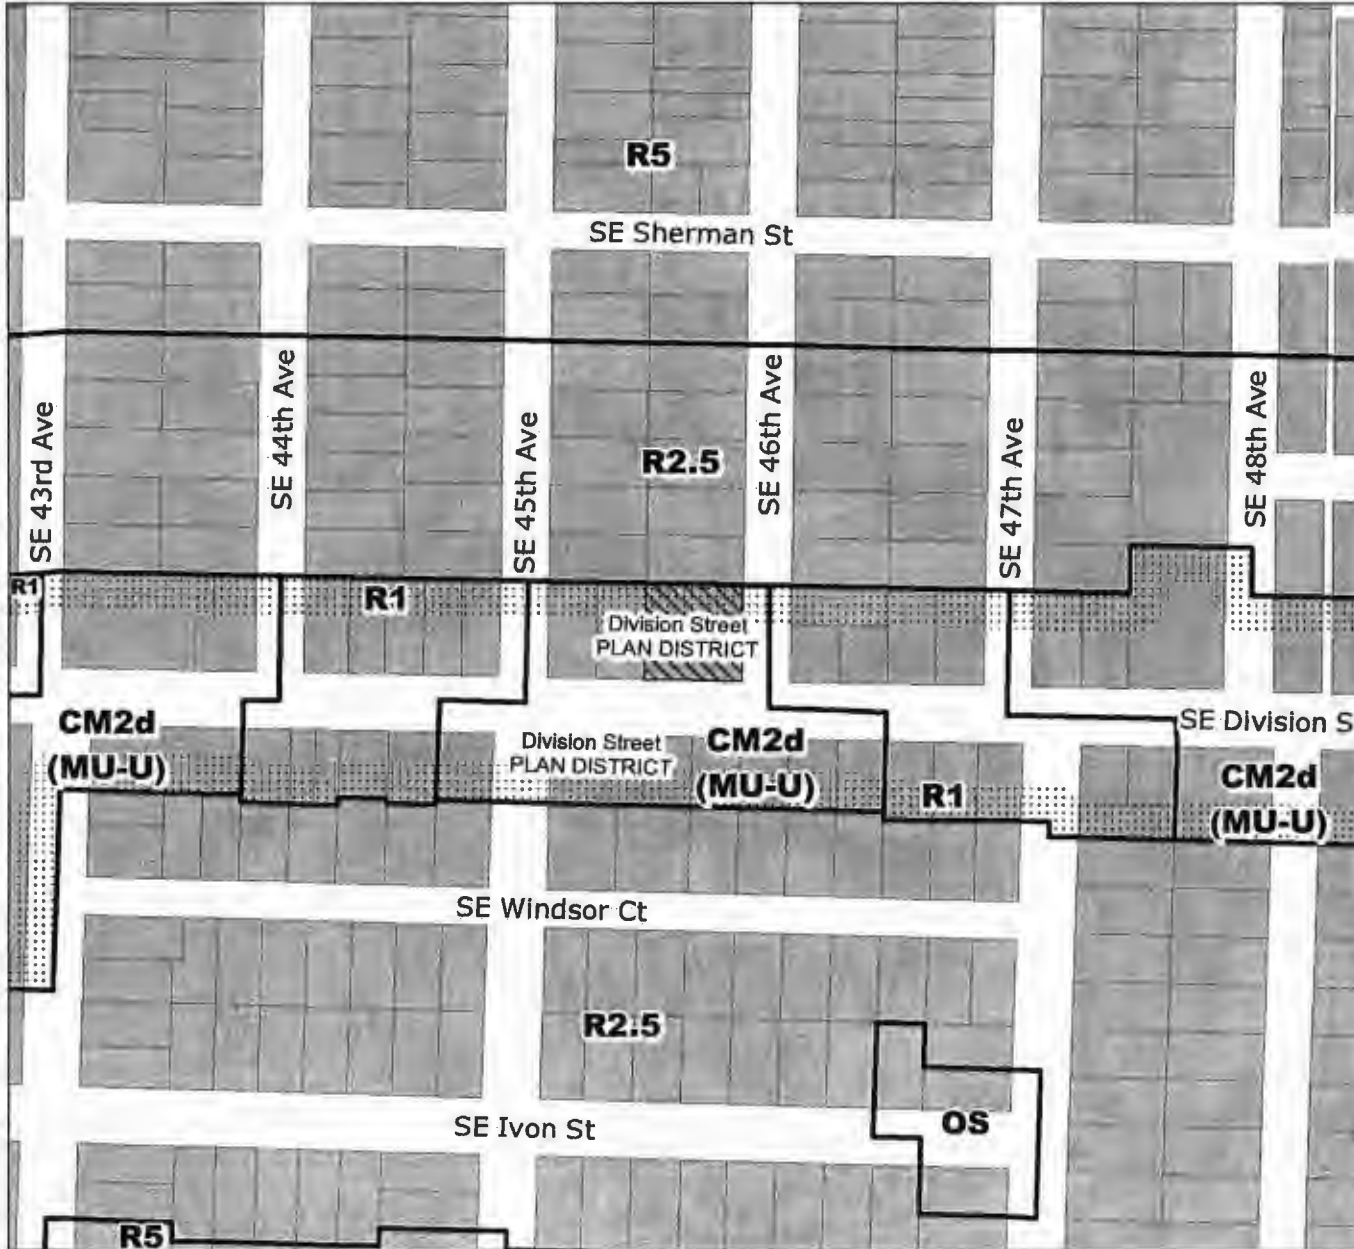 R5
SE Sherman St
SE 43rd Ave
SE 44th Ave
SE 45th Ave
SE 46th Ave
SE 47th Ave
SE 48th Ave
R2.5
R1
R1
Division Street
PLAN DISTRICT
SE Division S
CM2d
(MU-U)
Division Street
PLAN DISTRICT
CM2d
(MU-U)
R1
CM2d
(MU-U)
SE Windsor Ct
R2.5
SE Ivon St
OS
R5